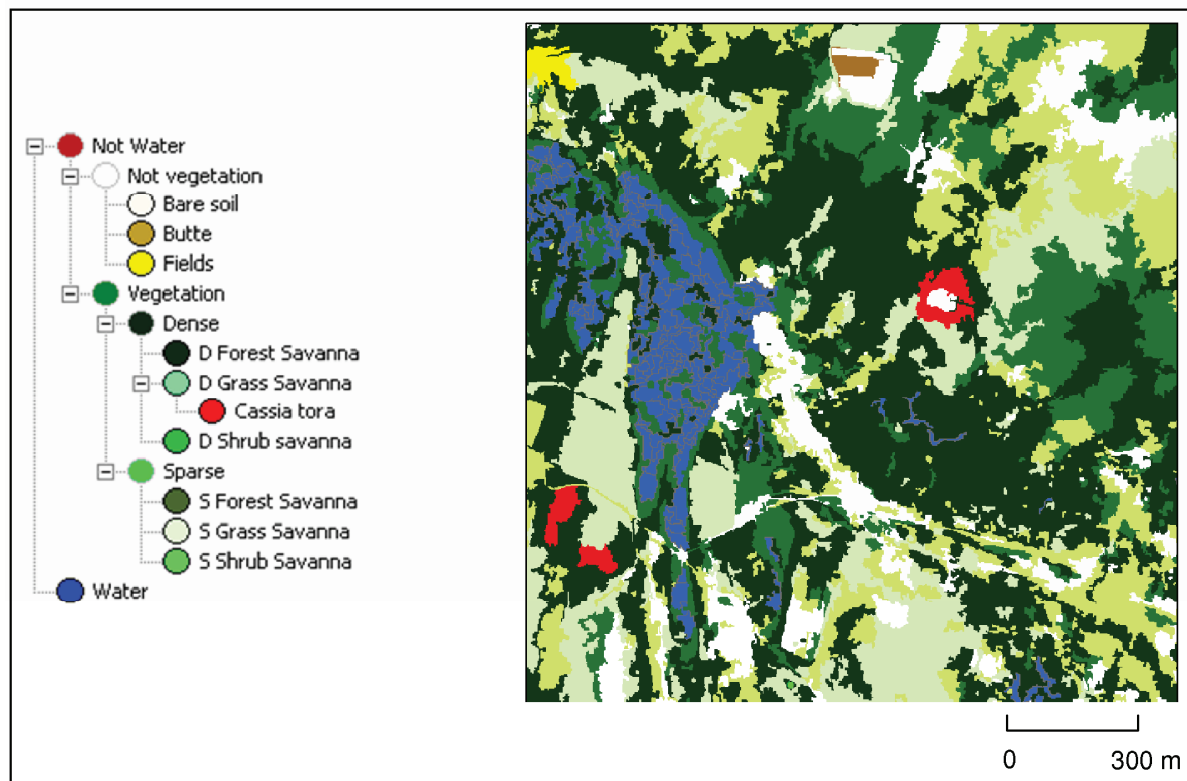 Not Water
Not vegetation
Bare soil
Butte
Fields
Vegetation
Dense
D Forest Savanna
D Grass Savanna
Cassia tora
D Shrub savanna
Sparse
S Forest Savanna
S Grass Savanna
S Shrub Savanna
Water
0 300 m